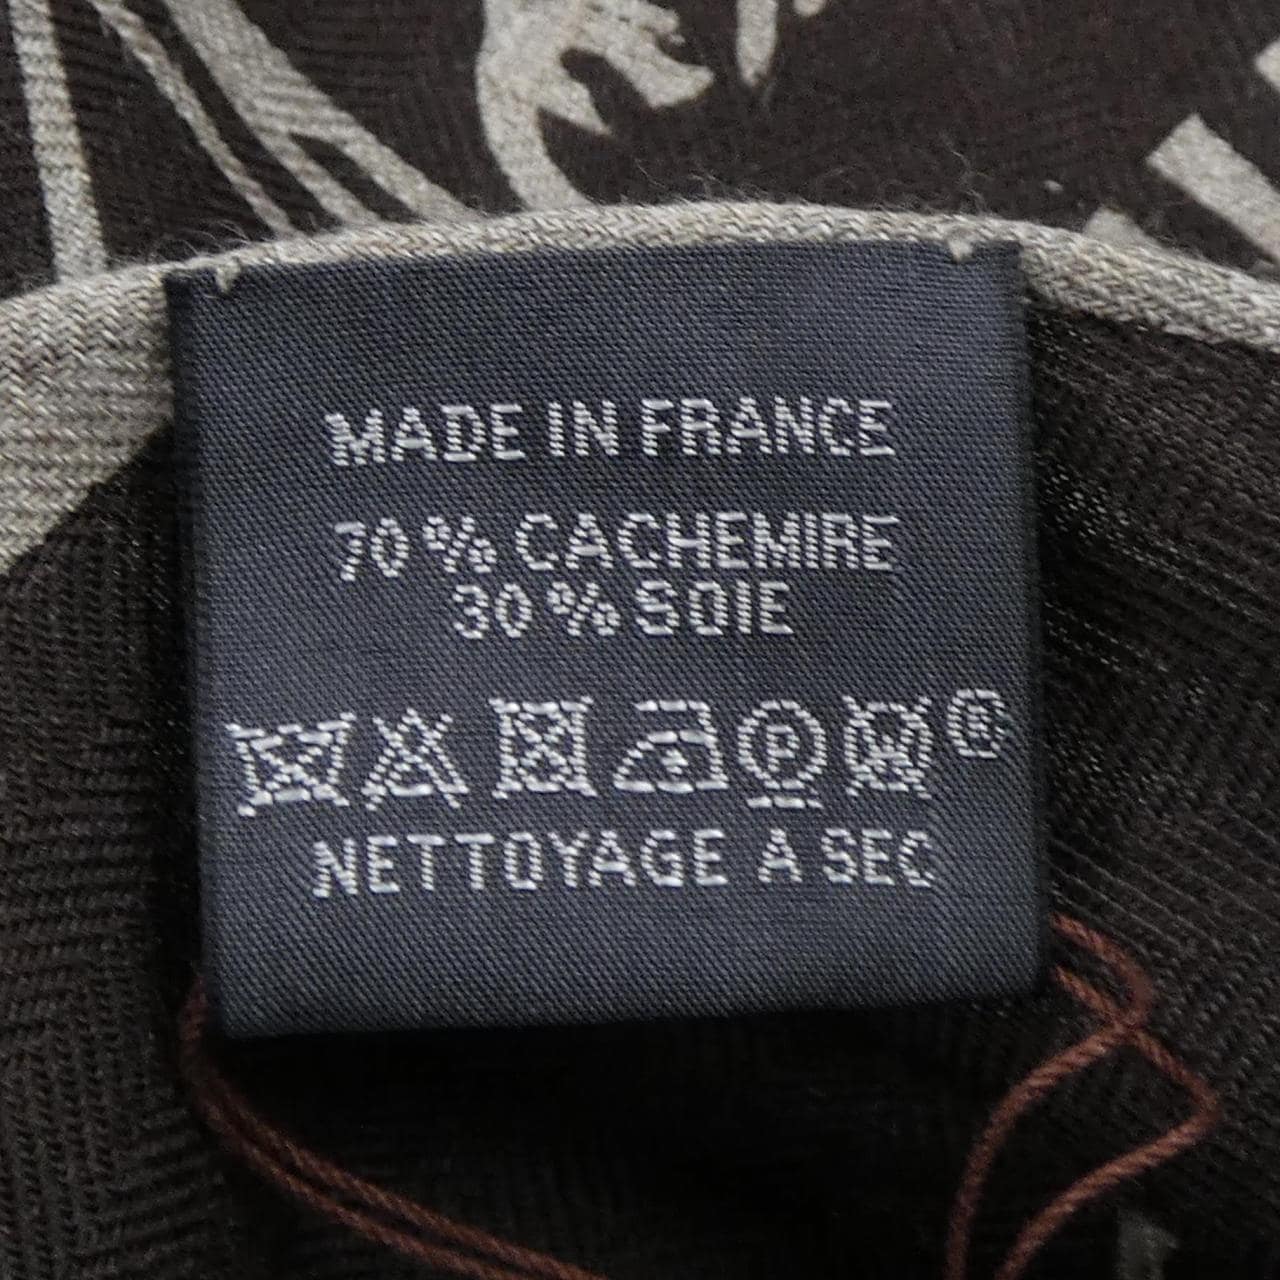 MADE IN FRANCE
70% CACHEMIRE
30% SOIE
P W ®
NETTOYAGE A SEC